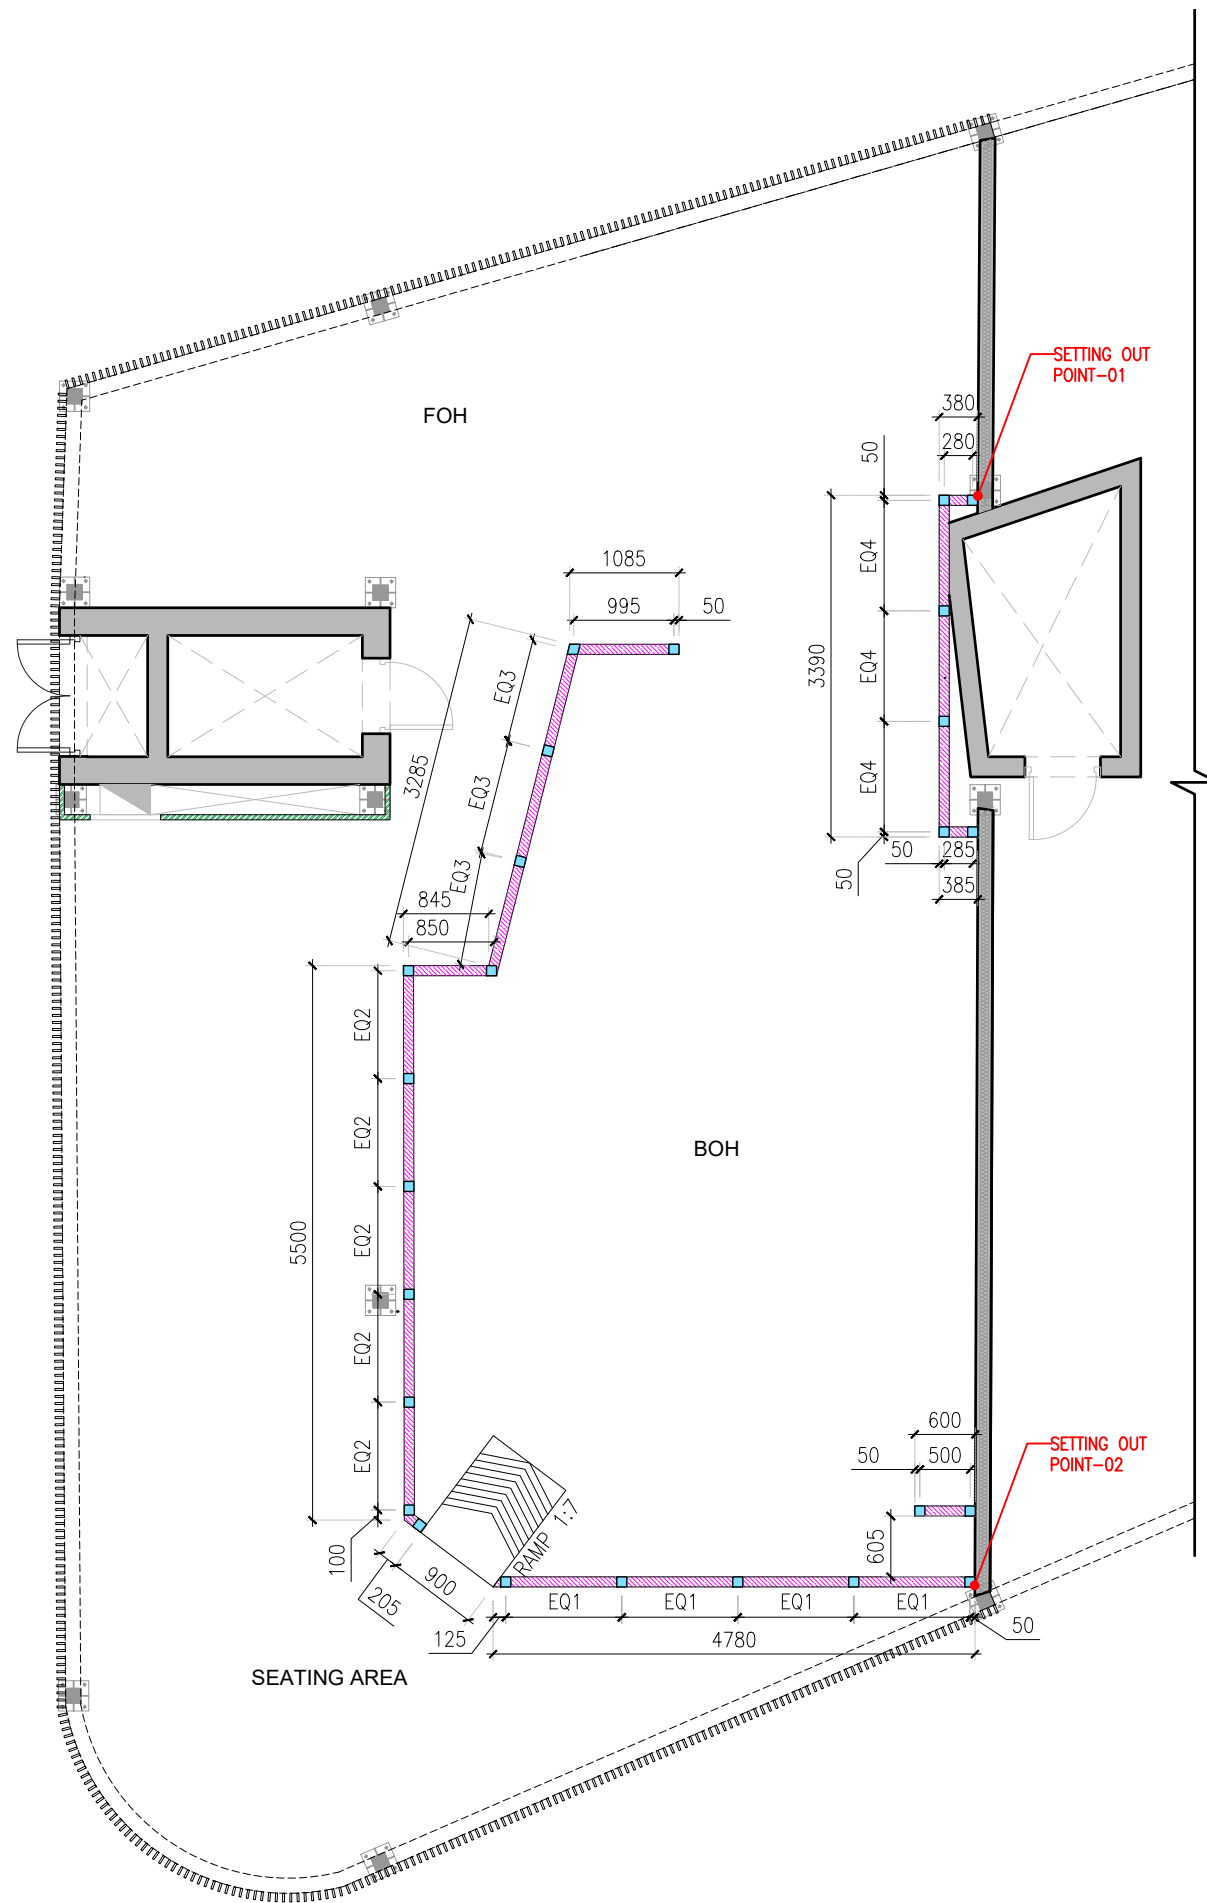 SETTING OUT
POINT-01
380
280
50
FOH
EQ4
1085
995
50
EQ3
3390
EQ4
3285
EQ3
EQ4
EQ3
50
285
50
845
385
850
EQ2
BOH
EQ2
5500
EQ2
EQ2
600
SETTING OUT
POINT-02
50
500
EQ2
RAMP 1:7
605
100
900
205
EQ1
EQ1
EQ1
EQ1
125
4780
50
SEATING AREA